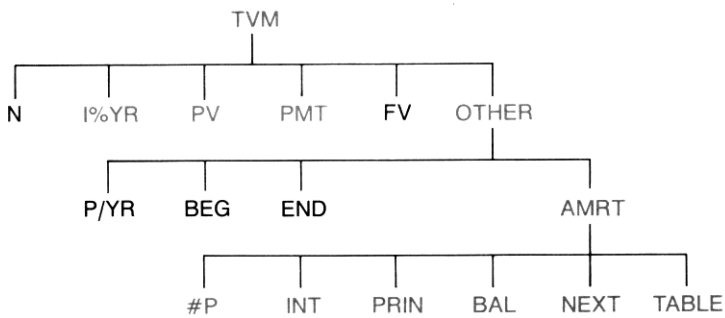 TVM
N I%YR PV PMT FV OTHER
P/YR BEG END AMRT
#P INT PRIN BAL NEXT TABLE